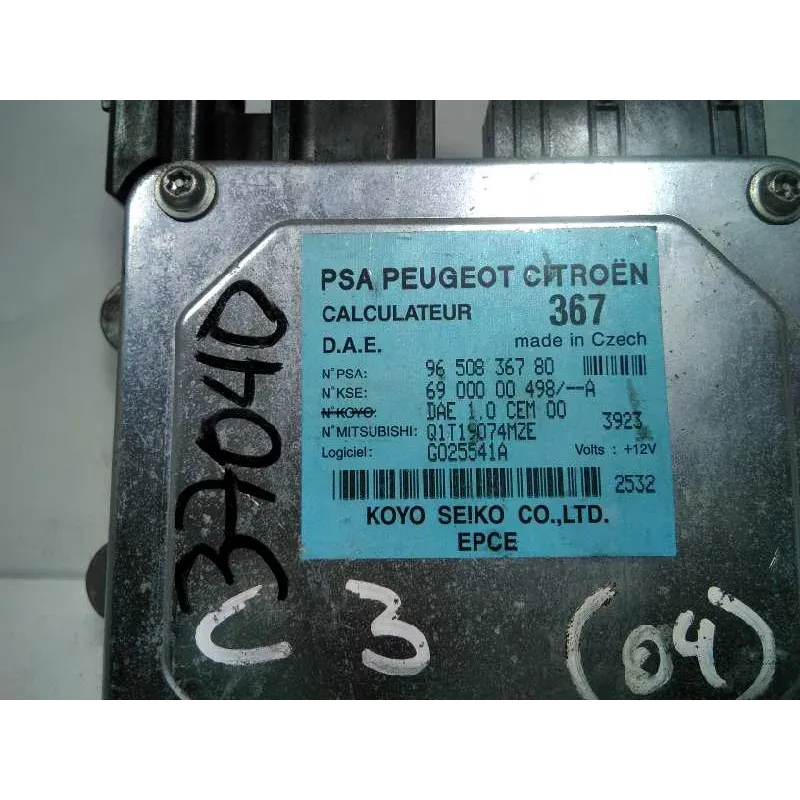 PSA PEUGEOT CITROËN
CALCULATEUR 367
D.A.E. made in Czech
N°PSA: 96 508 367 80
N°KSE: 69 000 00 498/--A
N°KOYO: DAE 1.0 CEM 00
N°MITSUBISHI: Q1T19074MZE 3923
Logiciel: G025541A Volts : +12V
2532
KOYO SEIKO CO.,LTD.
EPCE
37040
C 3 (04)